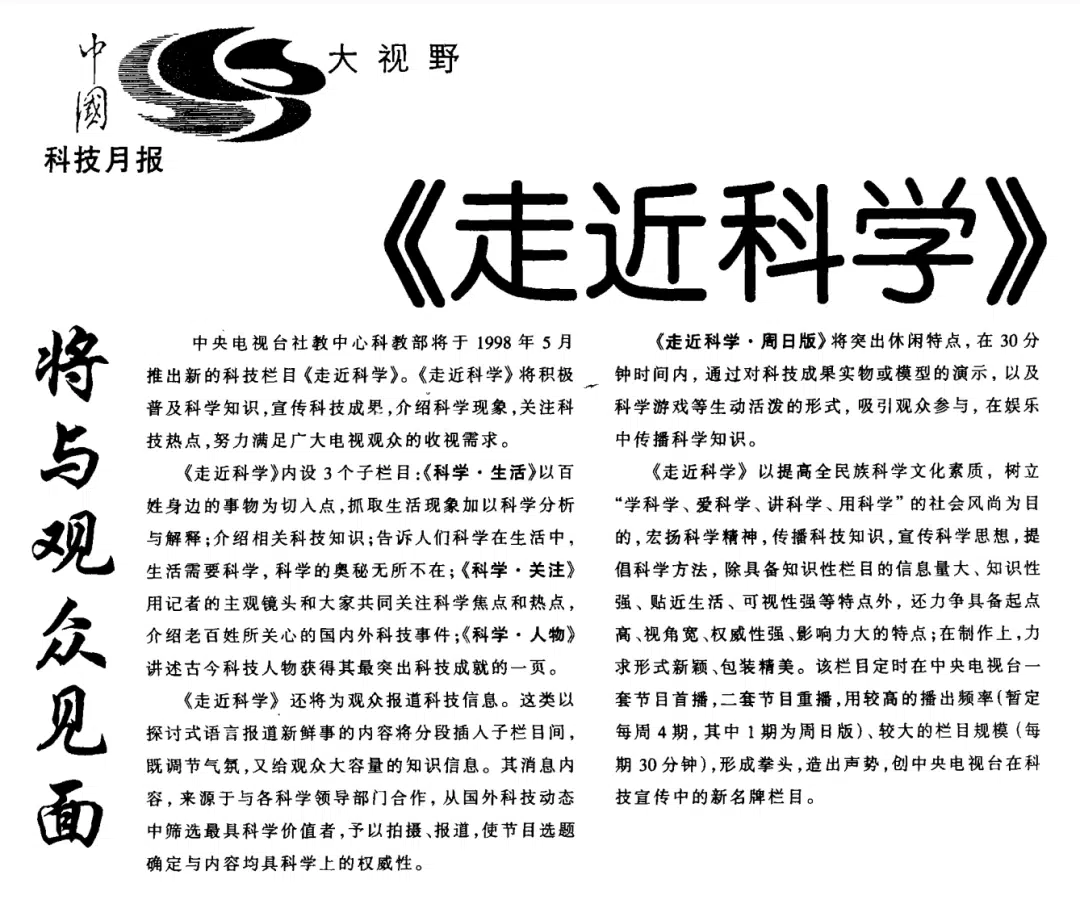 中国
大视野
科技月报
《走近科学》
将与观众见面
中央电视台社教中心科教部将于 1998 年 5 月
推出新的科技栏目《走近科学》。《走近科学》将积极
普及科学知识,宣传科技成果,介绍科学现象,关注科
技热点,努力满足广大电视观众的收视需求。
《走近科学》内设 3 个子栏目:《科学·生活》以百
姓身边的事物为切入点,抓取生活现象加以科学分析
与解释;介绍相关科技知识;告诉人们科学在生活中,
生活需要科学,科学的奥秘无所不在;《科学·关注》
用记者的主观镜头和大家共同关注科学焦点和热点,
介绍老百姓所关心的国内外科技事件;《科学·人物》
讲述古今科技人物获得其最突出科技成就的一页。
《走近科学》还将为观众报道科技信息。这类以
探讨式语言报道新鲜事的内容将分段插人子栏目间,
既调节气氛,又给观众大容量的知识信息。其消息内
容,来源于与各科学领导部门合作,从国外科技动态
中筛选最具科学价值者,予以拍摄、报道,使节目选题
确定与内容均具科学上的权威性。
《走近科学·周日版》将突出休闲特点,在 30 分
钟时间内,通过对科技成果实物或模型的演示,以及
科学游戏等生动活泼的形式,吸引观众参与,在娱乐
中传播科学知识。
《走近科学》以提高全民族科学文化素质,树立
“学科学、爱科学、讲科学、用科学”的社会风尚为目
的,宏扬科学精神,传播科技知识,宣传科学思想,提
倡科学方法,除具备知识性栏目的信息量大、知识性
强、贴近生活、可视性强等特点外,还力争具备起点
高、视角宽、权威性强、影响力大的特点;在制作上,力
求形式新颖、包装精美。该栏目定时在中央电视台一
套节目首播,二套节目重播,用较高的播出频率(暂定
每周 4 期,其中 1 期为周日版)、较大的栏目规模(每
期 30 分钟),形成拳头,造出声势,创中央电视台在科
技宣传中的新名牌栏目。